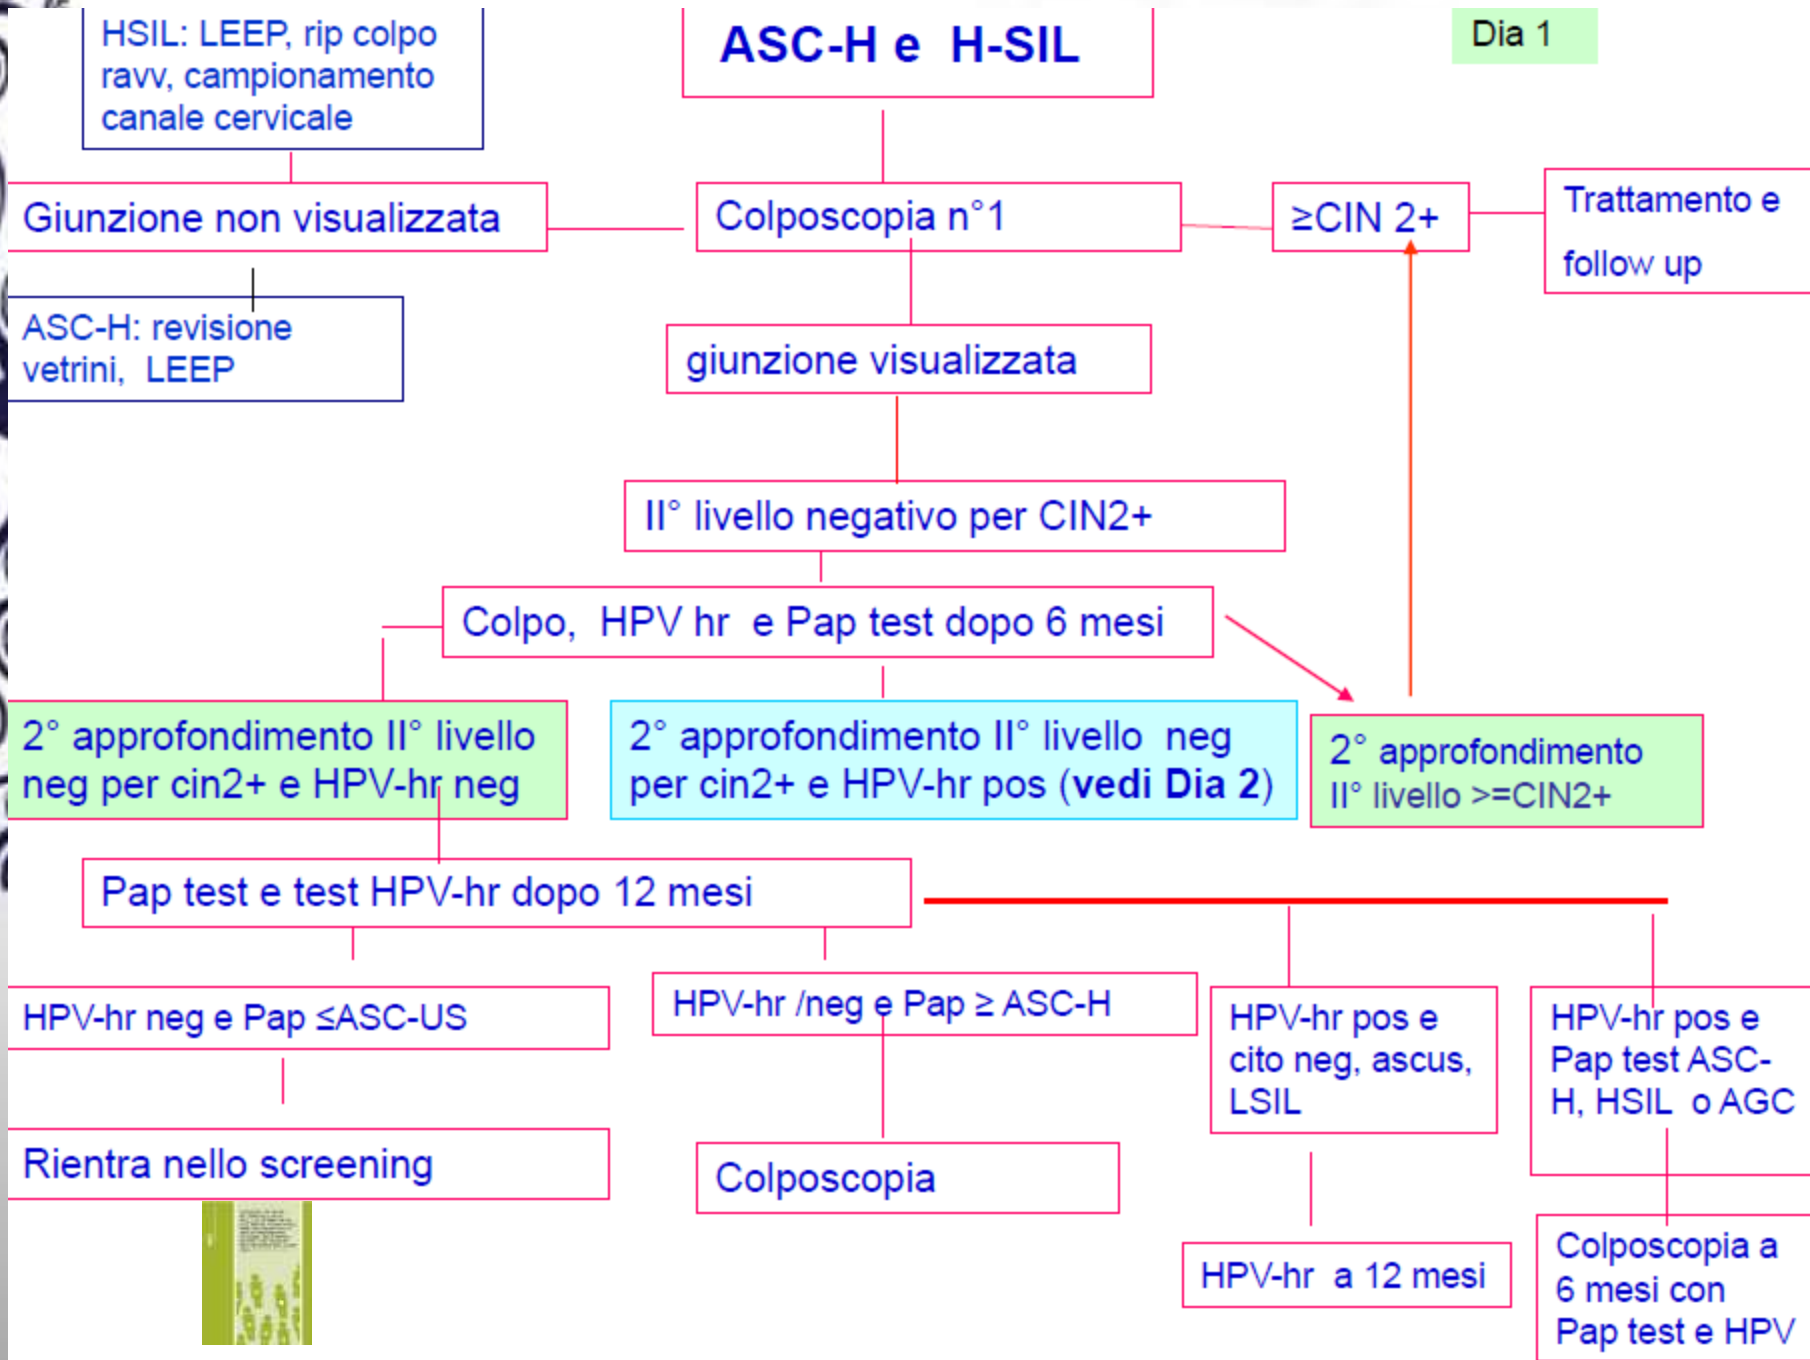 HSIL: LEEP, rip colpo
ravv, campionamento
canale cervicale
ASC-H e H-SIL
Dia 1
Giunzione non visualizzata
Colposcopia n°1
≥CIN 2+
Trattamento e
follow up
ASC-H: revisione
vetrini, LEEP
giunzione visualizzata
II° livello negativo per CIN2+
Colpo, HPV hr e Pap test dopo 6 mesi
2° approfondimento II° livello
neg per cin2+ e HPV-hr neg
2° approfondimento II° livello neg
per cin2+ e HPV-hr pos (vedi Dia 2)
2° approfondimento
II° livello >=CIN2+
Pap test e test HPV-hr dopo 12 mesi
HPV-hr neg e Pap ≤ASC-US
HPV-hr /neg e Pap ≥ ASC-H
HPV-hr pos e
cito neg, ascus,
LSIL
HPV-hr pos e
Pap test ASC-
H, HSIL o AGC
Rientra nello screening
Colposcopia
HPV-hr a 12 mesi
Colposcopia a
6 mesi con
Pap test e HPV